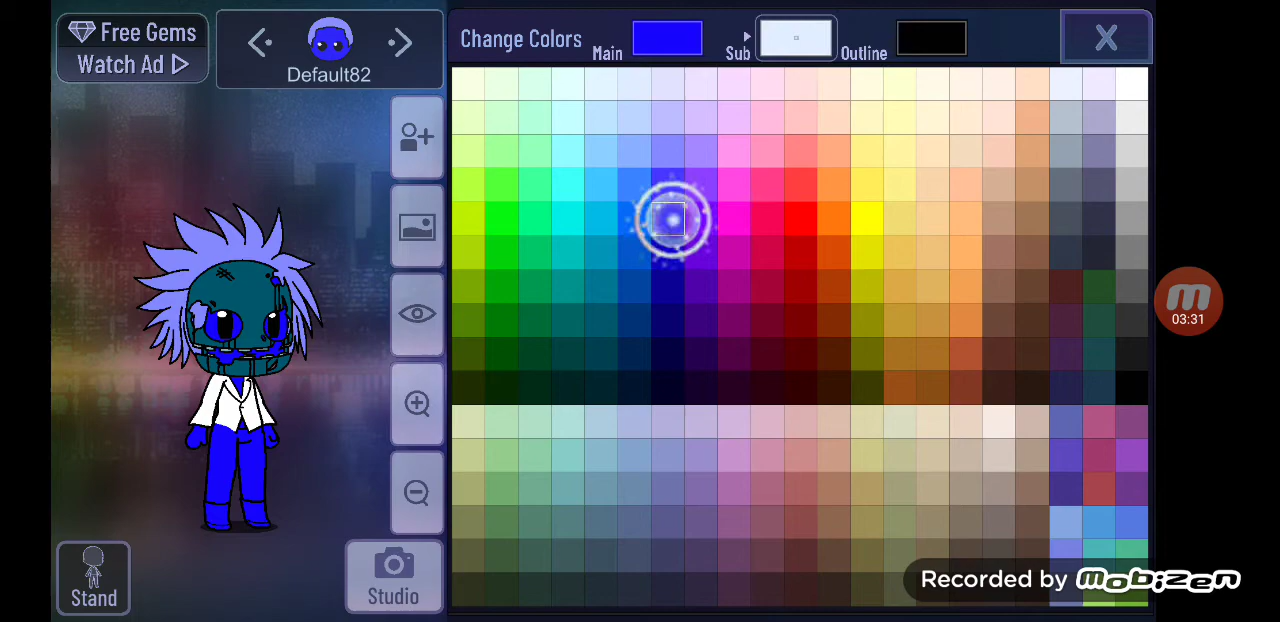 Free Gems
Watch Ad
Default82
Change Colors
Main
Sub
Outline
X
03:31
Stand
Studio
Recorded by mobizen